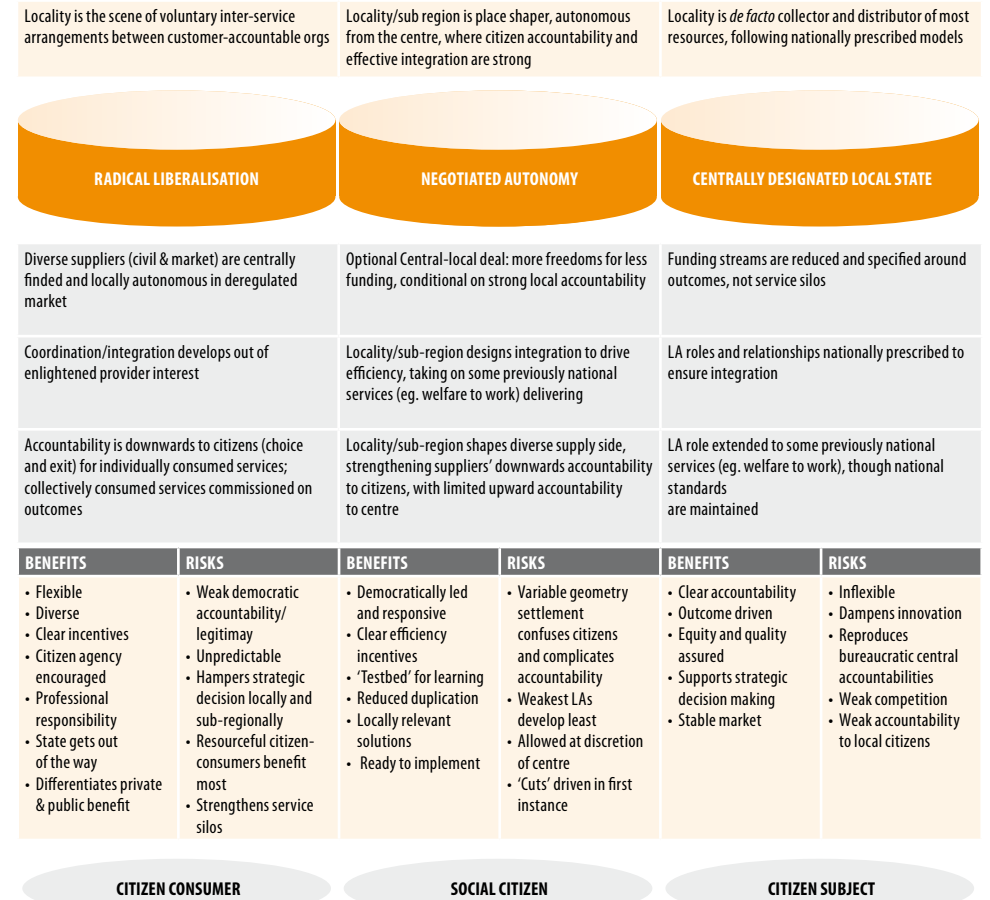 Locality is the scene of voluntary inter-service
arrangements between customer-accountable orgs
Locality/sub region is place shaper, autonomous
from the centre, where citizen accountability and
effective integration are strong
Locality is de facto collector and distributor of most
resources, following nationally prescribed models
RADICAL LIBERALISATION
NEGOTIATED AUTONOMY
CENTRALLY DESIGNATED LOCAL STATE
Diverse suppliers (civil & market) are centrally
finded and locally autonomous in deregulated
market
Optional Central-local deal: more freedoms for less
funding, conditional on strong local accountability
Funding streams are reduced and specified around
outcomes, not service silos
Coordination/integration develops out of
enlightened provider interest
Locality/sub-region designs integration to drive
efficiency, taking on some previously national
services (eg. welfare to work) delivering
LA roles and relationships nationally prescribed to
ensure integration
Accountability is downwards to citizens (choice
and exit) for individually consumed services;
collectively consumed services commissioned on
outcomes
Locality/sub-region shapes diverse supply side,
strengthening suppliers' downwards accountability
to citizens, with limited upward accountability
to centre
LA role extended to some previously national
services (eg. welfare to work), though national
standards
are maintained
BENEFITS
• Flexible
• Diverse
• Clear incentives
• Citizen agency
encouraged
• Professional
responsibility
• State gets out
of the way
• Differentiates private
& public benefit
RISKS
• Weak democratic
accountability/
legitimay
• Unpredictable
• Hampers strategic
decision locally and
sub-regionally
• Resourceful citizen-
consumers benefit
most
• Strengthens service
silos
BENEFITS
• Democratically led
and responsive
• Clear efficiency
incentives
• 'Testbed' for learning
• Reduced duplication
• Locally relevant
solutions
• Ready to implement
RISKS
• Variable geometry
settlement
confuses citizens
and complicates
accountability
• Weakest LAs
develop least
• Allowed at discretion
of centre
• 'Cuts' driven in first
instance
BENEFITS
• Clear accountability
• Outcome driven
• Equity and quality
assured
• Supports strategic
decision making
• Stable market
RISKS
• Inflexible
• Dampens innovation
• Reproduces
bureaucratic central
accountabilities
• Weak competition
• Weak accountability
to local citizens
CITIZEN CONSUMER
SOCIAL CITIZEN
CITIZEN SUBJECT